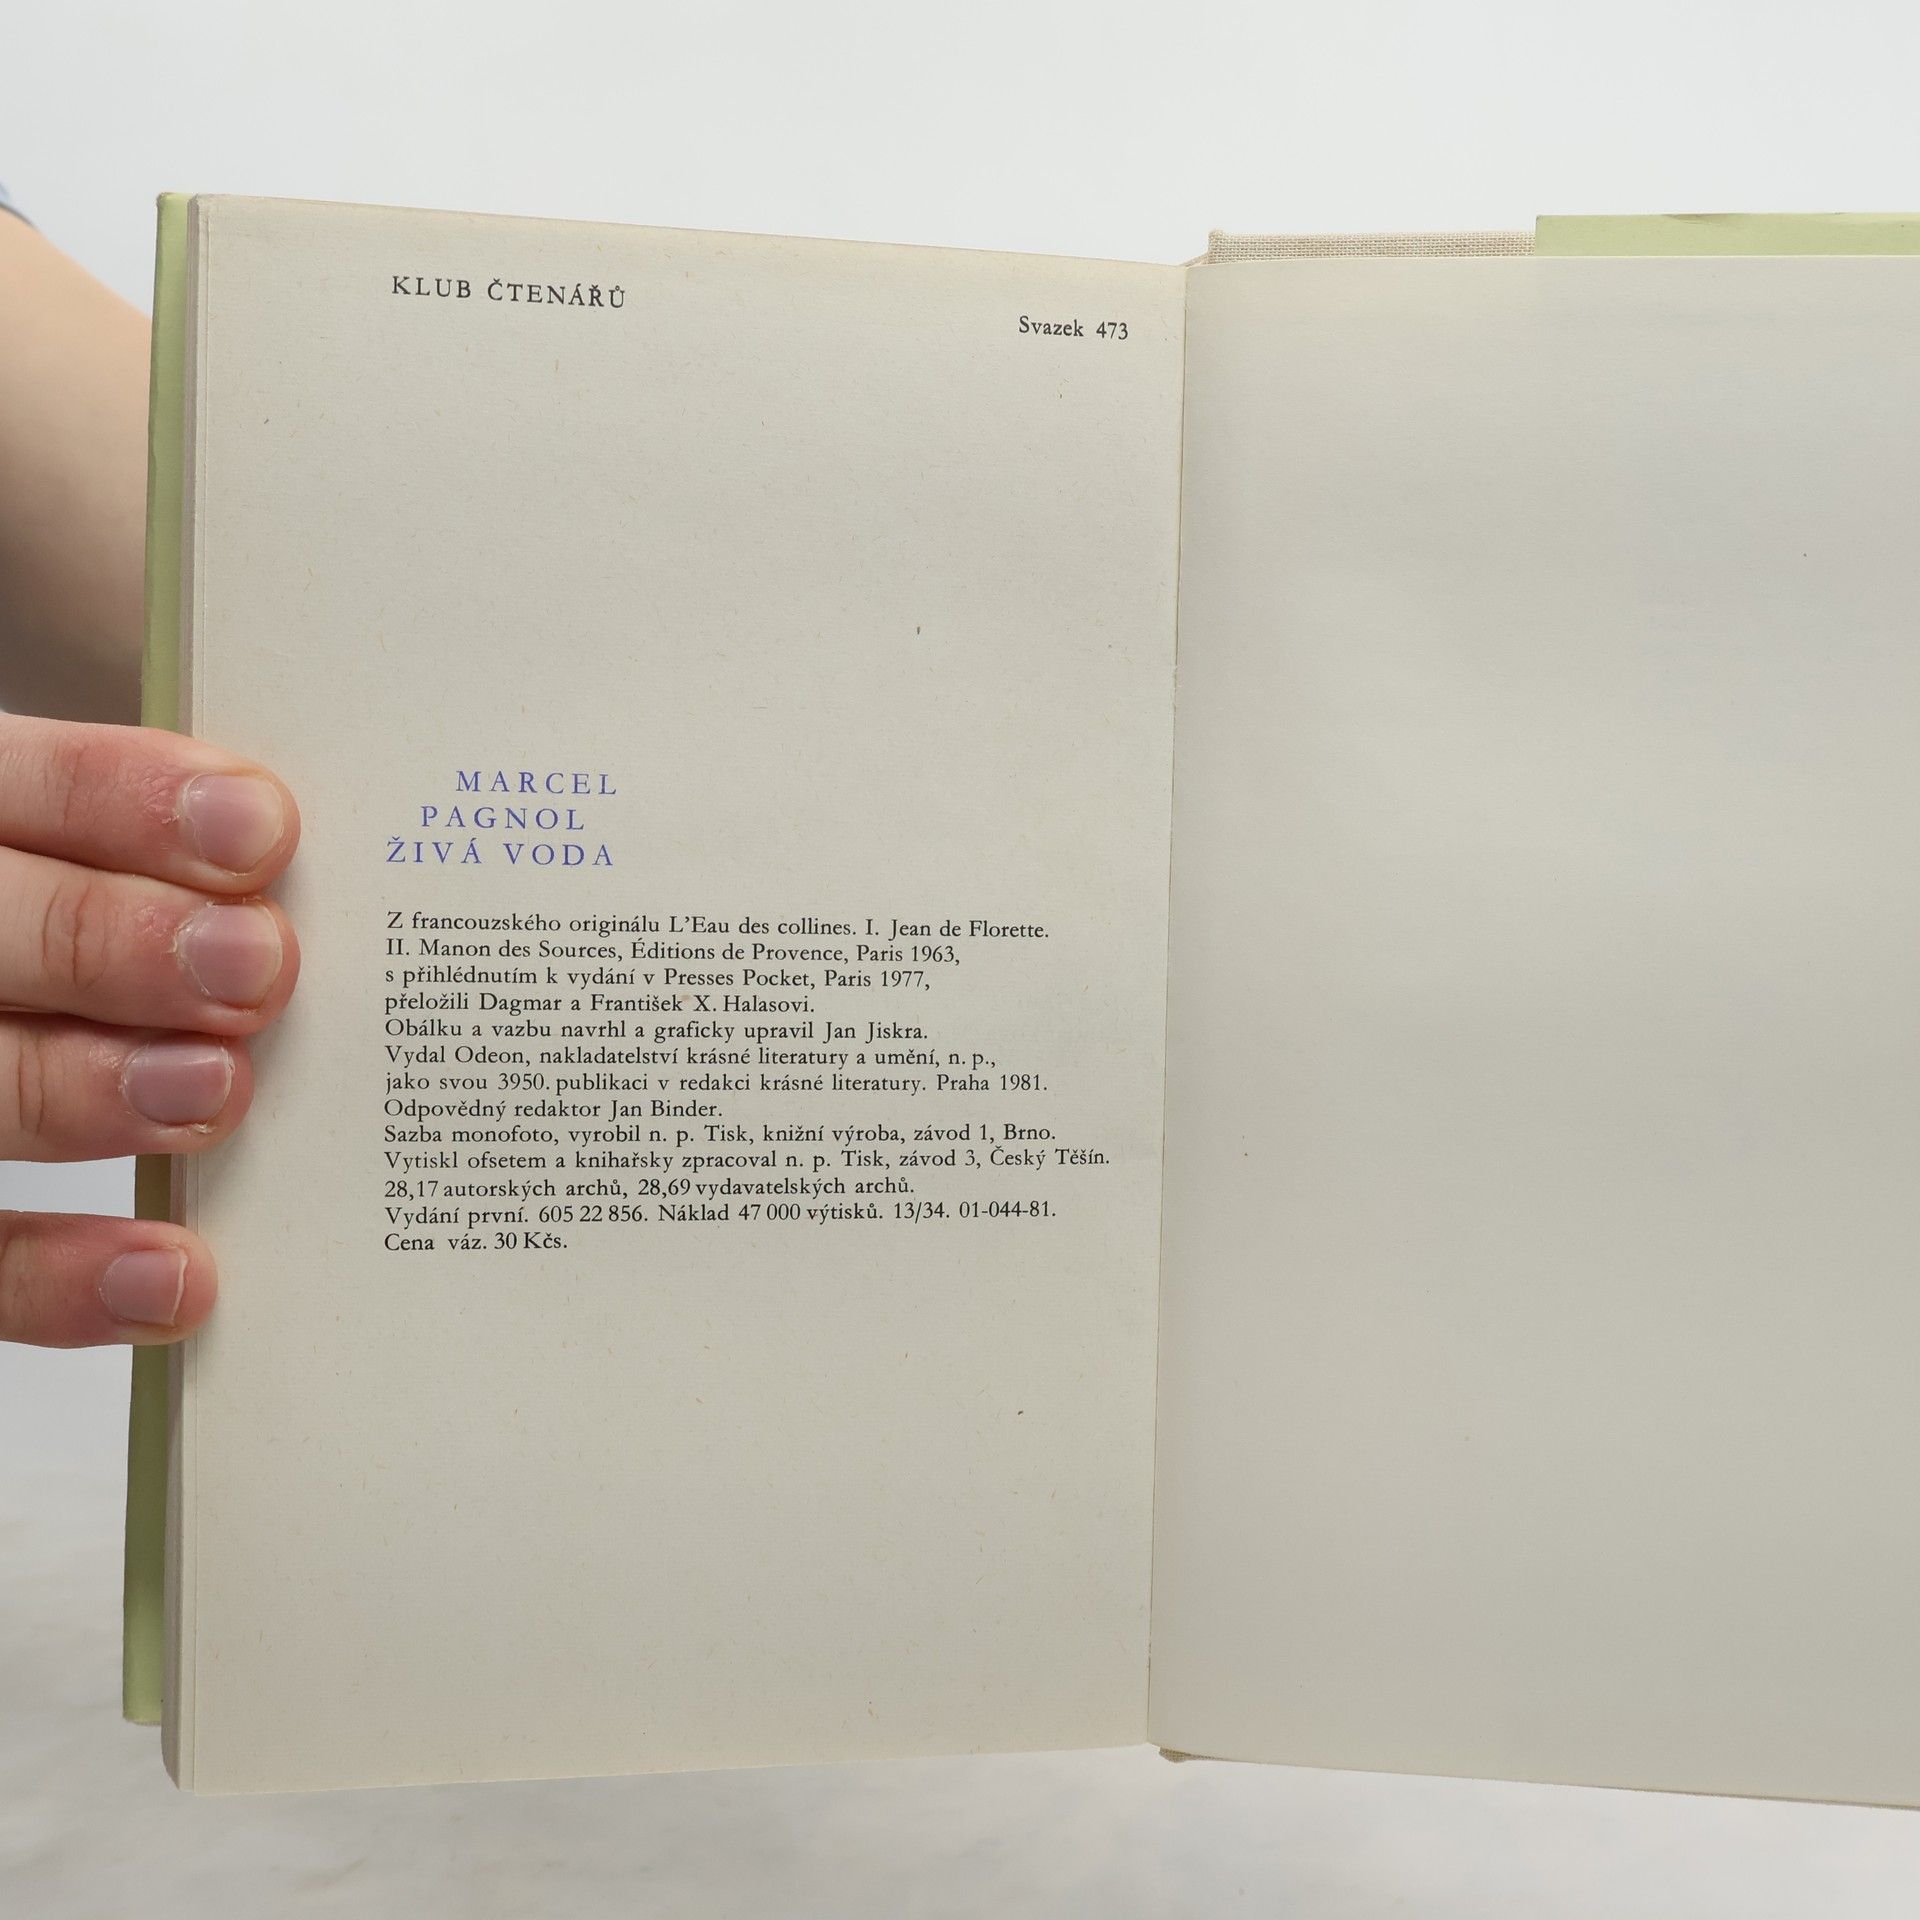 KLUB ČTENÁŘŮ
Svazek 473
MARCEL
PAGNOL
ŽIVÁ VODA
Z francouzského originálu L’Eau des collines. I. Jean de Florette.
II. Manon des Sources, Éditions de Provence, Paris 1963,
s přihlédnutím k vydání v Presses Pocket, Paris 1977,
přeložili Dagmar a František X. Halasovi.
Obálku a vazbu navrhl a graficky upravil Jan Jiskra.
Vydal Odeon, nakladatelství krásné literatury a umění, n. p.,
jako svou 3950. publikaci v redakci krásné literatury. Praha 1981.
Odpovědný redaktor Jan Binder.
Sazba monofoto, vyrobil n. p. Tisk, knižní výroba, závod 1, Brno.
Vytiskl ofsetem a knihařsky zpracoval n. p. Tisk, závod 3, Český Těšín.
28,17 autorských archů, 28,69 vydavatelských archů.
Vydání první. 605 22 856. Náklad 47 000 výtisků. 13/34. 01-044-81.
Cena váz. 30 Kčs.